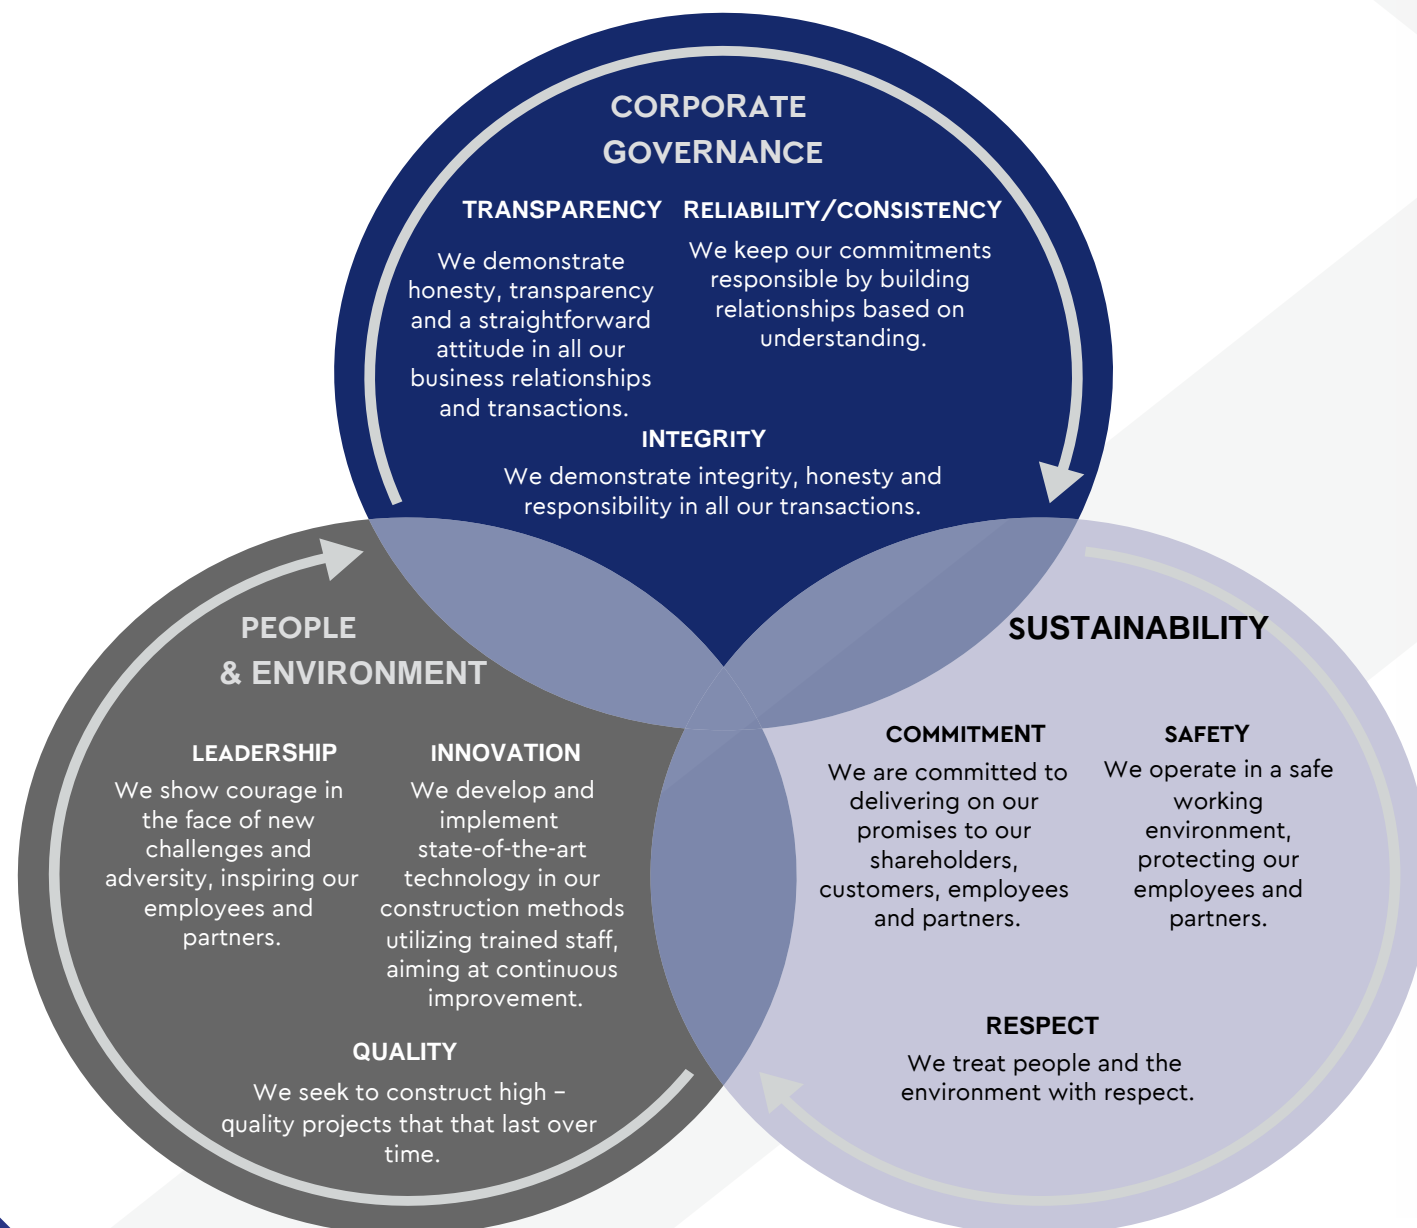 CORPORATE
GOVERNANCE
TRANSPARENCY
We demonstrate
honesty, transparency
and a straightforward
attitude in all our
business relationships
and transactions.
RELIABILITY/CONSISTENCY
We keep our commitments
responsible by building
relationships based on
understanding.
INTEGRITY
We demonstrate integrity, honesty and
responsibility in all our transactions.
PEOPLE
& ENVIRONMENT
LEADERSHIP
We show courage in
the face of new
challenges and
adversity, inspiring our
employees and
partners.
INNOVATION
We develop and
implement
state-of-the-art
technology in our
construction methods
utilizing trained staff,
aiming at continuous
improvement.
QUALITY
We seek to construct high –
quality projects that that last over
time.
SUSTAINABILITY
COMMITMENT
We are committed to
delivering on our
promises to our
shareholders,
customers, employees
and partners.
SAFETY
We operate in a safe
working
environment,
protecting our
employees and
partners.
RESPECT
We treat people and the
environment with respect.